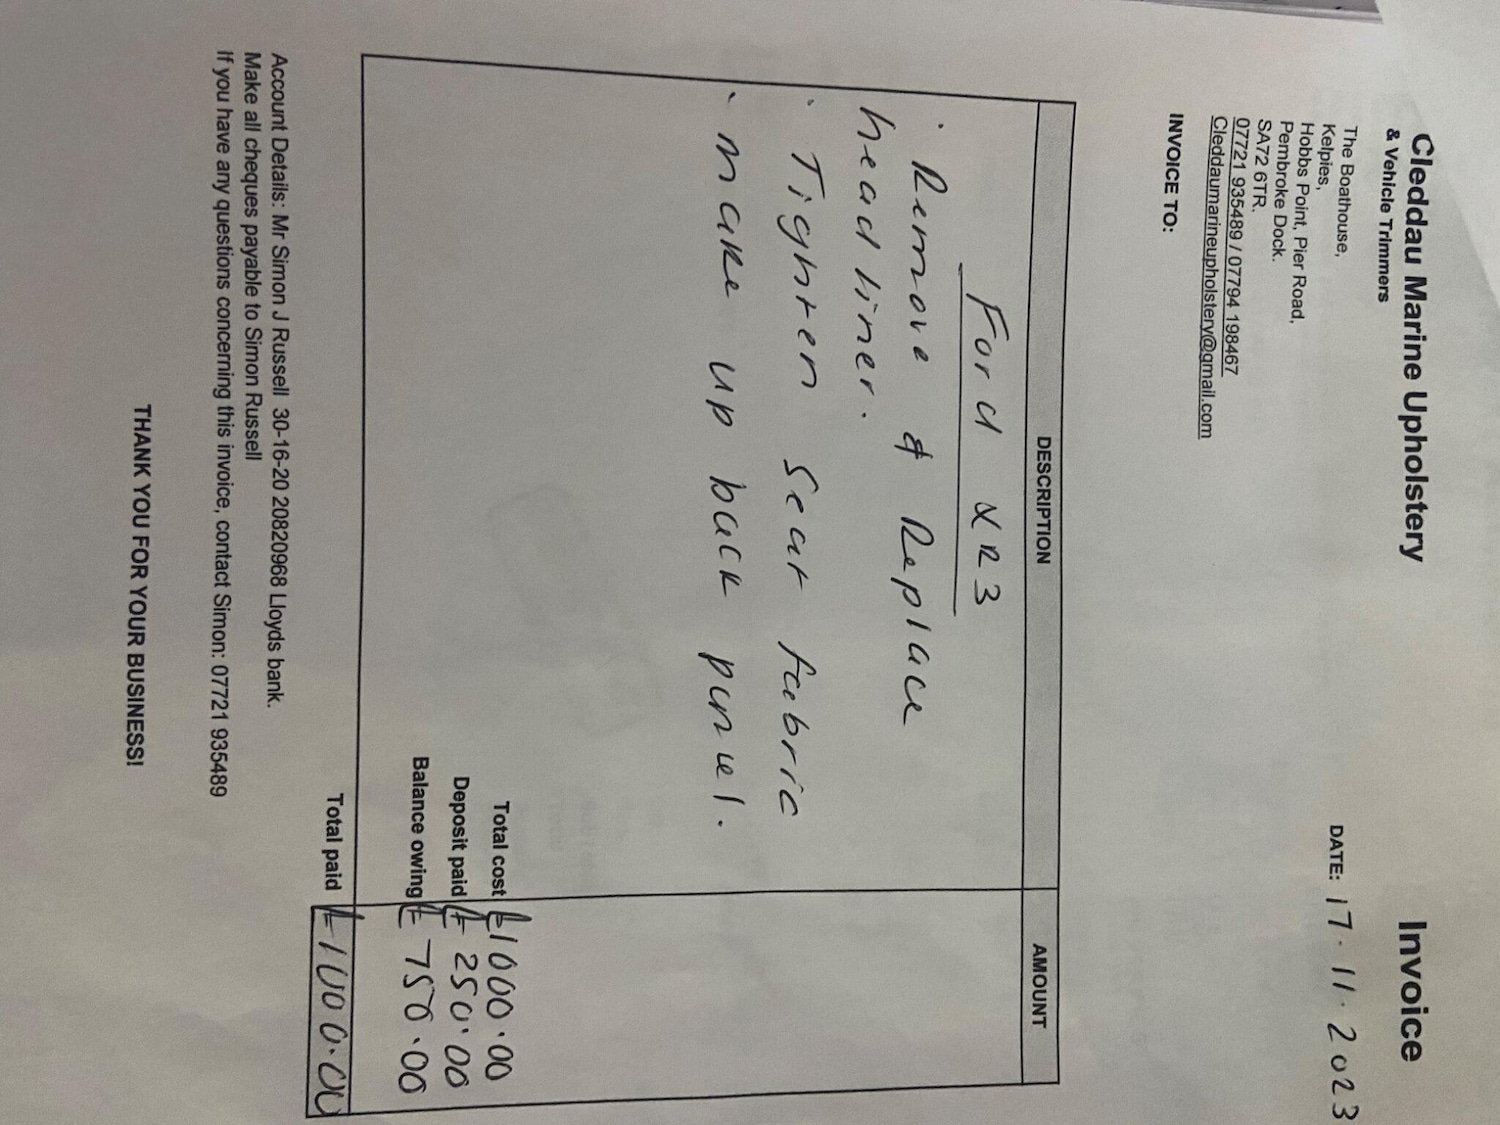 Cleddau Marine Upholstery
& Vehicle Trimmers
Invoice
The Boathouse,
Kelpies,
Hobbs Point, Pier Road,
Pembroke Dock.
SA72 6TR.
07721 935489 / 07794 198467
Cleddaumarineupholstery@gmail.com
DATE: 17.11.2023
INVOICE TO:
DESCRIPTION AMOUNT
Ford XR3
· Remove & Replace
headliner.
· Tighten seat fabric
· make up back panel.
Total cost £1000.00
Deposit paid £250.00
Balance owing £750.00
Total paid £1000.00
Account Details: Mr Simon J Russell 30-16-20 20820968 Lloyds bank.
Make all cheques payable to Simon Russell
If you have any questions concerning this invoice, contact Simon: 07721 935489
THANK YOU FOR YOUR BUSINESS!